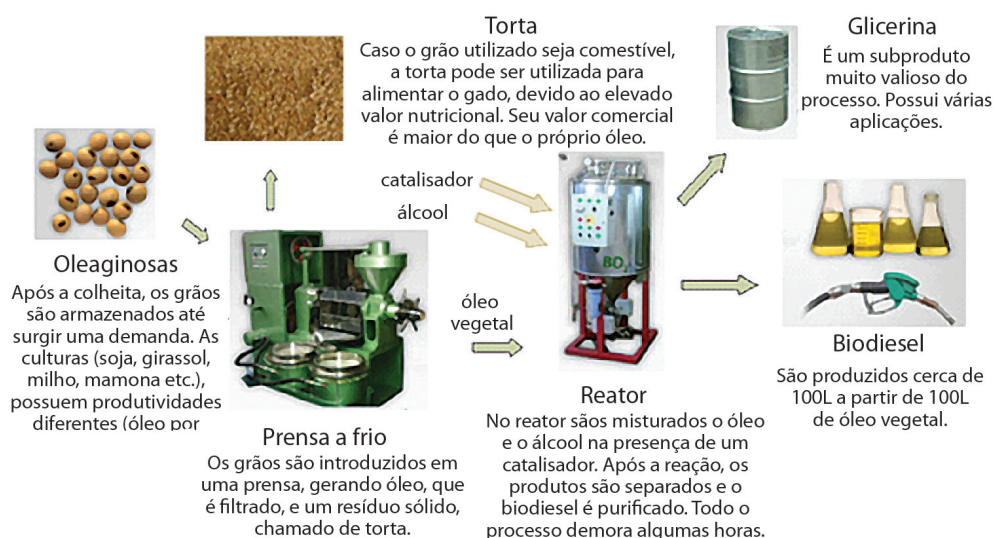 Torta
Caso o grão utilizado seja comestível,
a torta pode ser utilizada para
alimentar o gado, devido ao elevado
valor nutricional. Seu valor comercial
é maior do que o próprio óleo.
Glicerina
É um subproduto
muito valioso do
processo. Possui várias
aplicações.
catalisador
álcool
Oleaginosas
Após a colheita, os grãos
são armazenados até
surgir uma demanda. As
culturas (soja, girassol,
milho, mamona etc.),
possuem produtividades
diferentes (óleo por
óleo
vegetal
BO2
Biodiesel
São produzidos cerca de
100L a partir de 100L
de óleo vegetal.
Prensa a frio
Os grãos são introduzidos em
uma prensa, gerando óleo, que
é filtrado, e um resíduo sólido,
chamado de torta.
Reator
No reator sãos misturados o óleo
e o álcool na presença de um
catalisador. Após a reação, os
produtos são separados e o
biodiesel é purificado. Todo o
processo demora algumas horas.